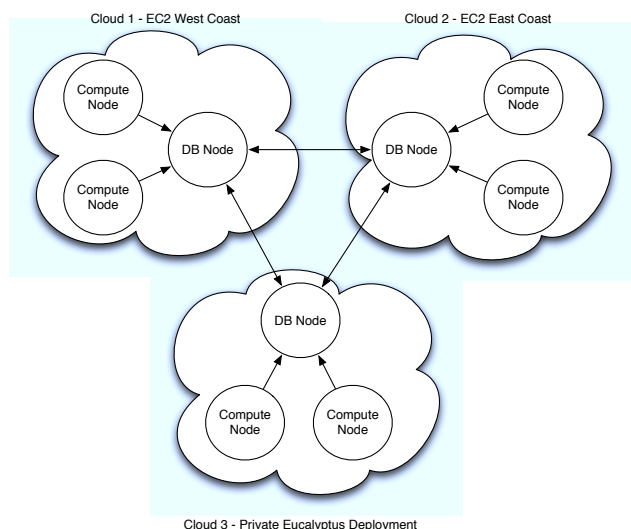 Cloud 1 - EC2 West Coast
Cloud 2 - EC2 East Coast
Compute
Node
Compute
Node
DB Node
DB Node
Compute
Node
Compute
Node
DB Node
Compute
Node
Compute
Node
Cloud 3 - Private Eucalyptus Deployment